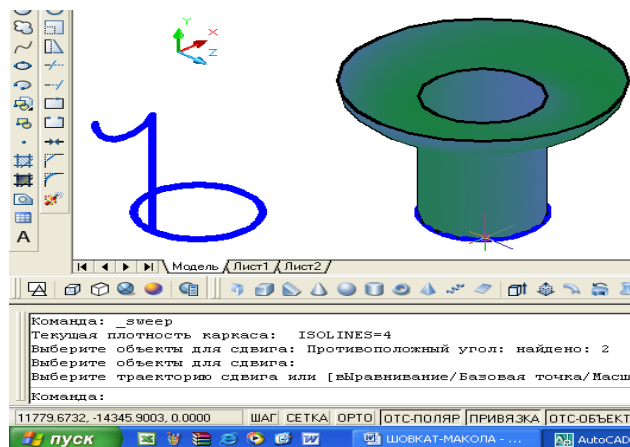 Y
X
Z
A
Модель / Лист1 / Лист2 /
Команда: _sweep
Текущая плотность каркаса: ISOLINES=4
Выберите объекты для сдвига: Противоположный угол: найдено: 2
Выберите объекты для сдвига:
Выберите траекторию сдвига или [вЫравнивание/Базовая точка/Масш
Команда:
11779.6732, -14345.9003, 0.0000 ШАГ СЕТКА ОРТО ОТС-ПОЛЯР ПРИВЯЗКА ОТС-ОБЪЕКТ
пуск ШОВКАТ-МАКОЛА - ... AutoCAD